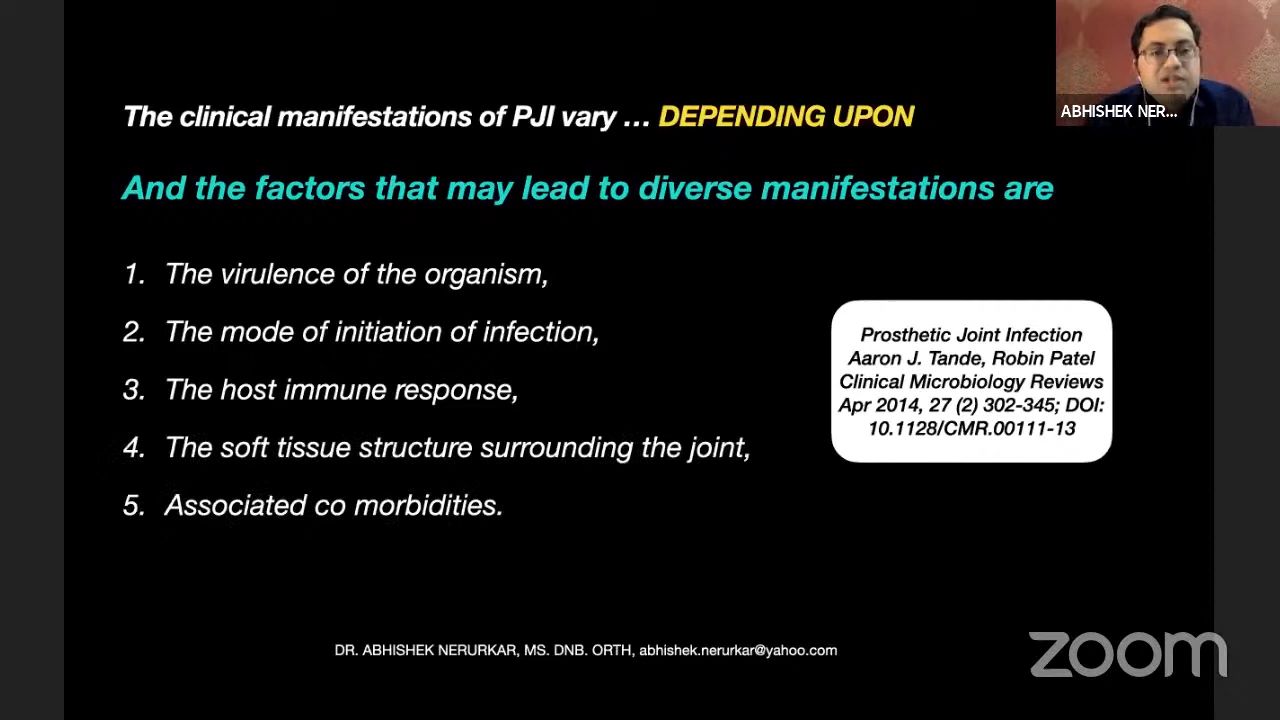 The clinical manifestations of PJI vary ... DEPENDING UPON
ABHISHEK NER...
And the factors that may lead to diverse manifestations are
1. The virulence of the organism,
2. The mode of initiation of infection,
3. The host immune response,
4. The soft tissue structure surrounding the joint,
5. Associated co morbidities.
Prosthetic Joint Infection
Aaron J. Tande, Robin Patel
Clinical Microbiology Reviews
Apr 2014, 27 (2) 302-345; DOI:
10.1128/CMR.00111-13
DR. ABHISHEK NERURKAR, MS. DNB. ORTH, abhishek.nerurkar@yahoo.com
zoom